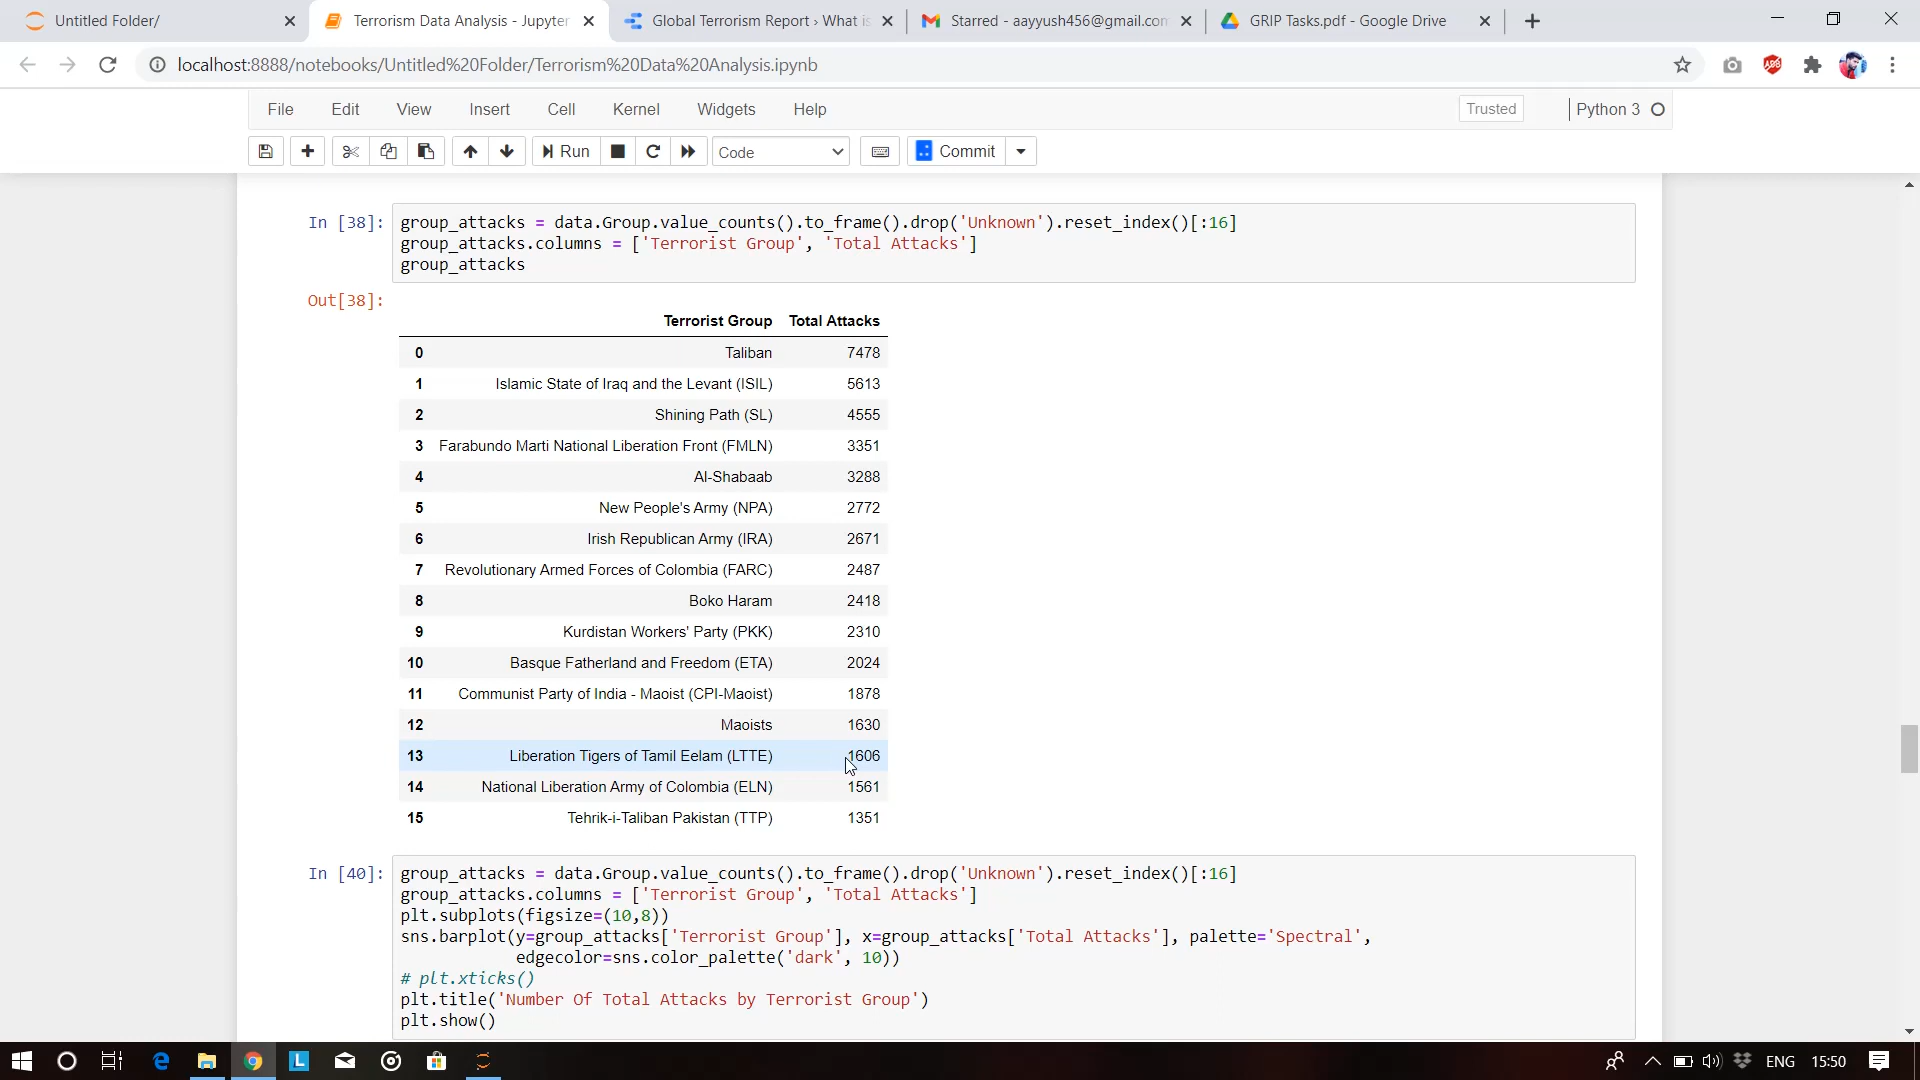 Untitled Folder/
Terrorism Data Analysis - Jupyter
Global Terrorism Report › What is
Starred - aayyush456@gmail.com
GRIP Tasks.pdf - Google Drive
localhost:8888/notebooks/Untitled%20Folder/Terrorism%20Data%20Analysis.ipynb
File Edit View Insert Cell Kernel Widgets Help Trusted Python 3
Run Code Commit
In [38]: group_attacks = data.Group.value_counts().to_frame().drop('Unknown').reset_index()[:16]
group_attacks.columns = ['Terrorist Group', 'Total Attacks']
group_attacks
Out[38]:
Terrorist Group Total Attacks
0 Taliban 7478
1 Islamic State of Iraq and the Levant (ISIL) 5613
2 Shining Path (SL) 4555
3 Farabundo Marti National Liberation Front (FMLN) 3351
4 Al-Shabaab 3288
5 New People's Army (NPA) 2772
6 Irish Republican Army (IRA) 2671
7 Revolutionary Armed Forces of Colombia (FARC) 2487
8 Boko Haram 2418
9 Kurdistan Workers' Party (PKK) 2310
10 Basque Fatherland and Freedom (ETA) 2024
11 Communist Party of India - Maoist (CPI-Maoist) 1878
12 Maoists 1630
13 Liberation Tigers of Tamil Eelam (LTTE) 1606
14 National Liberation Army of Colombia (ELN) 1561
15 Tehrik-i-Taliban Pakistan (TTP) 1351
In [40]: group_attacks = data.Group.value_counts().to_frame().drop('Unknown').reset_index()[:16]
group_attacks.columns = ['Terrorist Group', 'Total Attacks']
plt.subplots(figsize=(10,8))
sns.barplot(y=group_attacks['Terrorist Group'], x=group_attacks['Total Attacks'], palette='Spectral',
edgecolor=sns.color_palette('dark', 10))
# plt.xticks()
plt.title('Number Of Total Attacks by Terrorist Group')
plt.show()
ENG 15:50